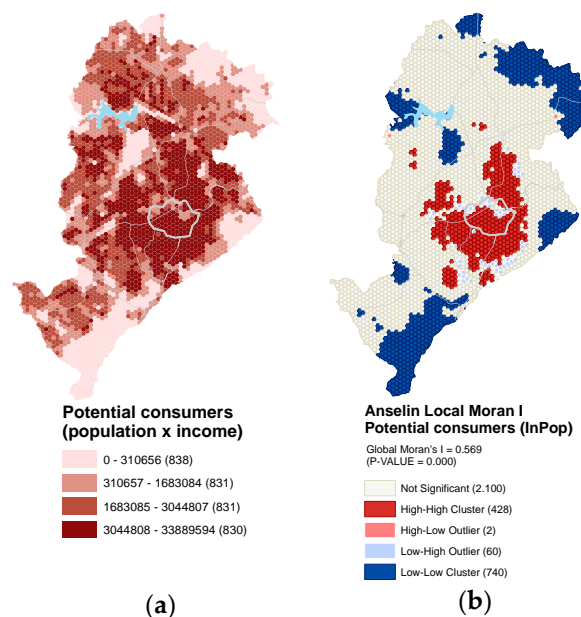 Potential consumers
(population x income)
0 - 310656 (838)
310657 - 1683084 (831)
1683085 - 3044807 (831)
3044808 - 33889594 (830)
(a)
Anselin Local Moran I
Potential consumers (InPop)
Global Moran's I = 0.569
(P-VALUE = 0.000)
Not Significant (2.100)
High-High Cluster (428)
High-Low Outlier (2)
Low-High Outlier (60)
Low-Low Cluster (740)
(b)